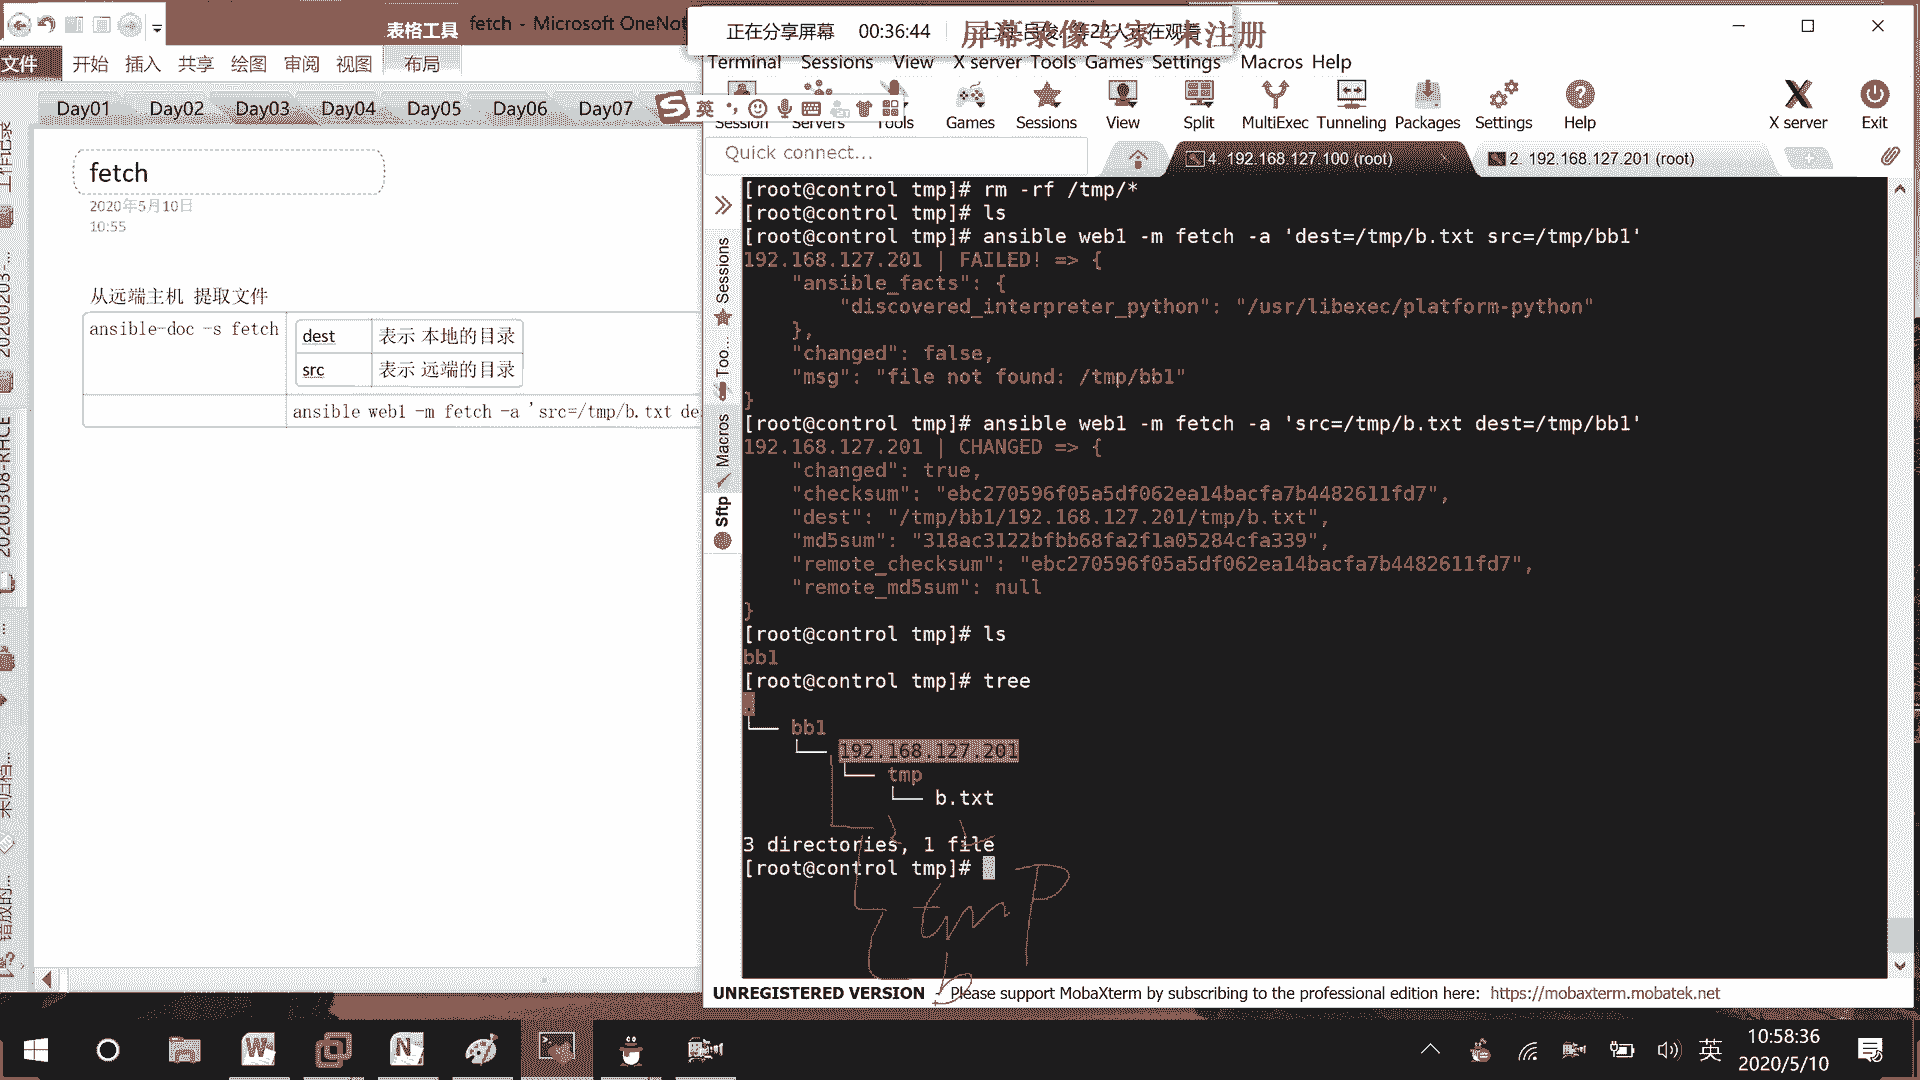 表格工具
fetch - Microsoft OneNot
正在分享屏幕 00:36:44
屏幕录像专家 未注册
文件 开始 插入 共享 绘图 审阅 视图 布局
Day01 Day02 Day03 Day04 Day05 Day06 Day07
fetch
2020年5月10日
10:55
从远端主机 提取文件
ansible-doc -s fetch
dest 表示 本地的目录
src 表示 远端的目录
ansible web1 -m fetch -a 'src=/tmp/b.txt de
工作记录
20200203-...
20200308-RHCE
Terminal Sessions View X server Tools Games Settings Macros Help
英
Session Servers Tools Games Sessions View Split MultiExec Tunneling Packages Settings Help X server Exit
Quick connect...
4. 192.168.127.100 (root)
2. 192.168.127.201 (root)
Sessions
Too...
Macros
Sftp
[root@control tmp]# rm -rf /tmp/*
[root@control tmp]# ls
[root@control tmp]# ansible web1 -m fetch -a 'dest=/tmp/b.txt src=/tmp/bb1'
192.168.127.201 | FAILED! => {
"ansible_facts": {
"discovered_interpreter_python": "/usr/libexec/platform-python"
},
"changed": false,
"msg": "file not found: /tmp/bb1"
}
[root@control tmp]# ansible web1 -m fetch -a 'src=/tmp/b.txt dest=/tmp/bb1'
192.168.127.201 | CHANGED => {
"changed": true,
"checksum": "ebc270596f05a5df062ea14bacfa7b4482611fd7",
"dest": "/tmp/bb1/192.168.127.201/tmp/b.txt",
"md5sum": "318ac3122bfbb68fa2f1a05284cfa339",
"remote_checksum": "ebc270596f05a5df062ea14bacfa7b4482611fd7",
"remote_md5sum": null
}
[root@control tmp]# ls
bb1
[root@control tmp]# tree
.
└── bb1
└── 192.168.127.201
└── tmp
└── b.txt
3 directories, 1 file
[root@control tmp]#
tmp
b
UNREGISTERED VERSION - Please support MobaXterm by subscribing to the professional edition here: https://mobaxterm.mobatek.net
英
10:58:36
2020/5/10